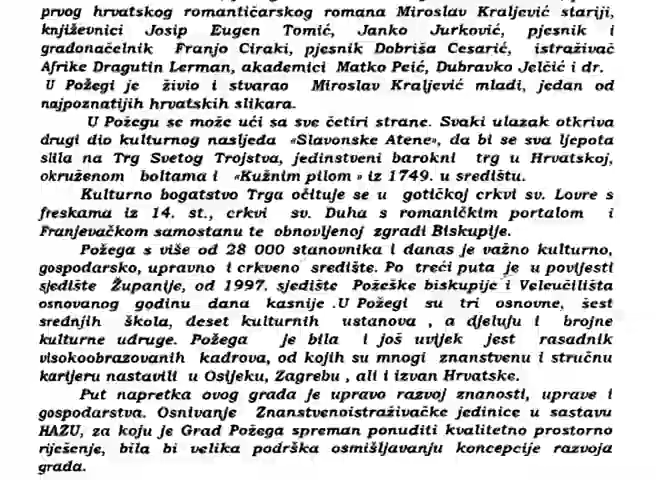 prvog hrvatskog romantičarskog romana Miroslav Kraljević stariji,
književnici Josip Eugen Tomić, Janko Jurković, pjesnik i
gradonačelnik Franjo Ciraki, pjesnik Dobriša Cesarić, istraživač
Afrike Dragutin Lerman, akademici Matko Peić, Dubravko Jelčić i dr.
U Požegi je živio i stvarao Miroslav Kraljević mlađi, jedan od
najpoznatijih hrvatskih slikara.
U Požegu se može ući sa sve četiri strane. Svaki ulazak otkriva
drugi dio kulturnog nasljeđa «Slavonske Atene», da bi se sva ljepota
slila na Trg Svetog Trojstva, jedinstveni barokni trg u Hrvatskoj,
okruženom boltama i «Kužnim pilom » iz 1749. u središtu.
Kulturno bogatstvo Trga očituje se u gotičkoj crkvi sv. Lovre s
freskama iz 14. st., crkvi sv. Duha s romaničkim portalom i
Franjevačkom samostanu te obnovljenoj zgradi Biskupije.
Požega s više od 28 000 stanovnika i danas je važno kulturno,
gospodarsko, upravno i crkveno središte. Po treći puta je u povijesti
sjedište Županije, od 1997. sjedište Požeške biskupije i Veleučilišta
osnovanog godinu dana kasnije .U Požegi su tri osnovne, šest
srednjih škola, deset kulturnih ustanova , a djeluju i brojne
kulturne udruge. Požega je bila i još uvijek jest rasadnik
visokoobrazovanih kadrova, od kojih su mnogi znanstvenu i stručnu
karijeru nastavili u Osijeku, Zagrebu , ali i izvan Hrvatske.
Put napretka ovog grada je upravo razvoj znanosti, uprave i
gospodarstva. Osnivanje Znanstvenoistraživačke jedinice u sastavu
HAZU, za koju je Grad Požega spreman ponuditi kvalitetno prostorno
rješenje, bila bi velika podrška osmišljavanju koncepcije razvoja
grada.